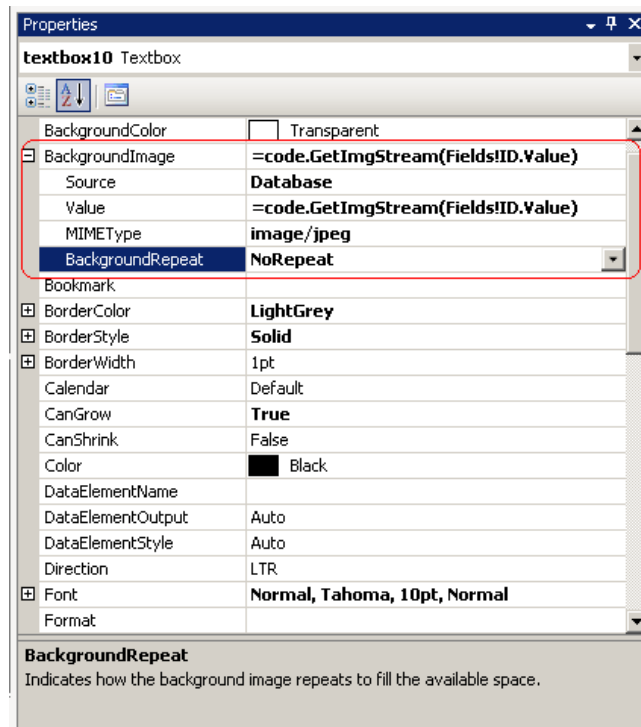 Properties
textbox10 Textbox
BackgroundColor Transparent
BackgroundImage =code.GetImgStream(Fields!ID.Value)
Source Database
Value =code.GetImgStream(Fields!ID.Value)
MIMEType image/jpeg
BackgroundRepeat NoRepeat
Bookmark
BorderColor LightGrey
BorderStyle Solid
BorderWidth 1pt
Calendar Default
CanGrow True
CanShrink False
Color Black
DataElementName
DataElementOutput Auto
DataElementStyle Auto
Direction LTR
Font Normal, Tahoma, 10pt, Normal
Format
BackgroundRepeat
Indicates how the background image repeats to fill the available space.